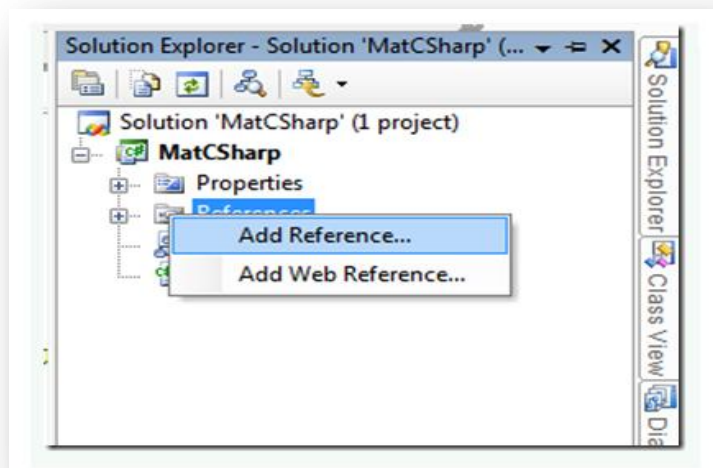 Solution Explorer - Solution 'MatCSharp' (...
Solution 'MatCSharp' (1 project)
MatCSharp
Properties
References
Add Reference...
Add Web Reference...
Solution Explorer
Class View